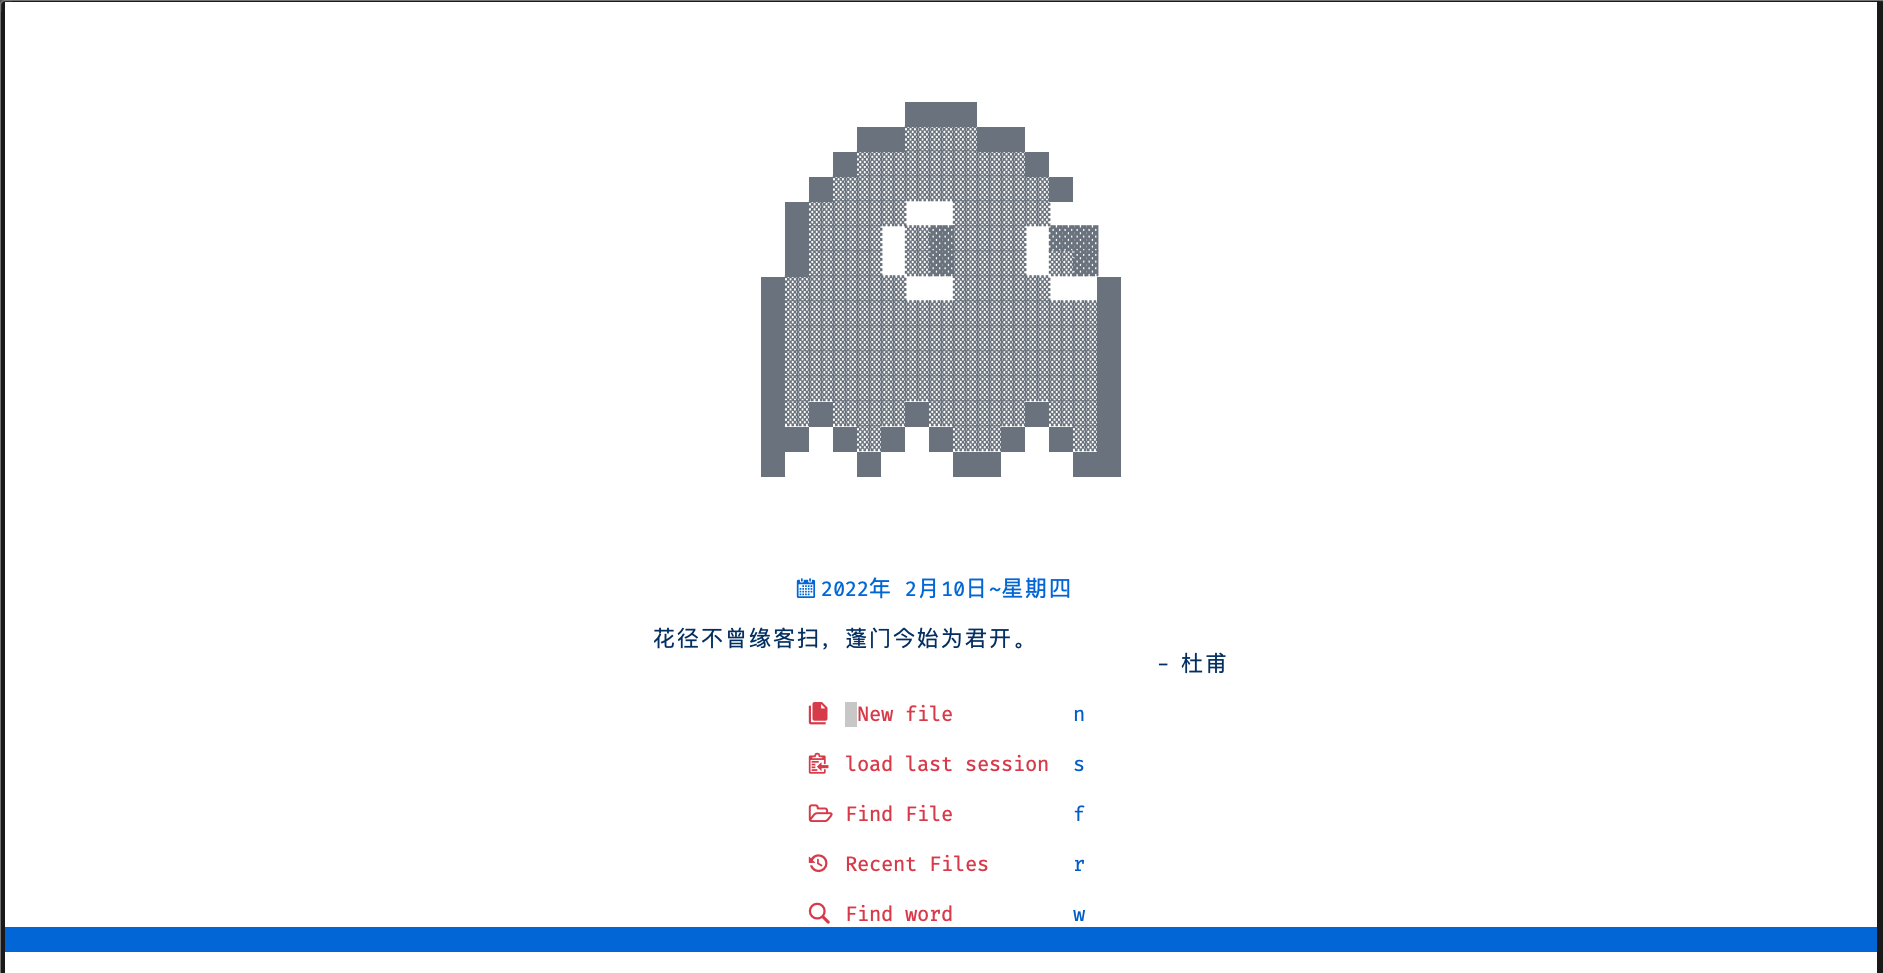 2022年 2月10日~星期四
花径不曾缘客扫，蓬门今始为君开。
- 杜甫
New file n
load last session s
Find File f
Recent Files r
Find word w